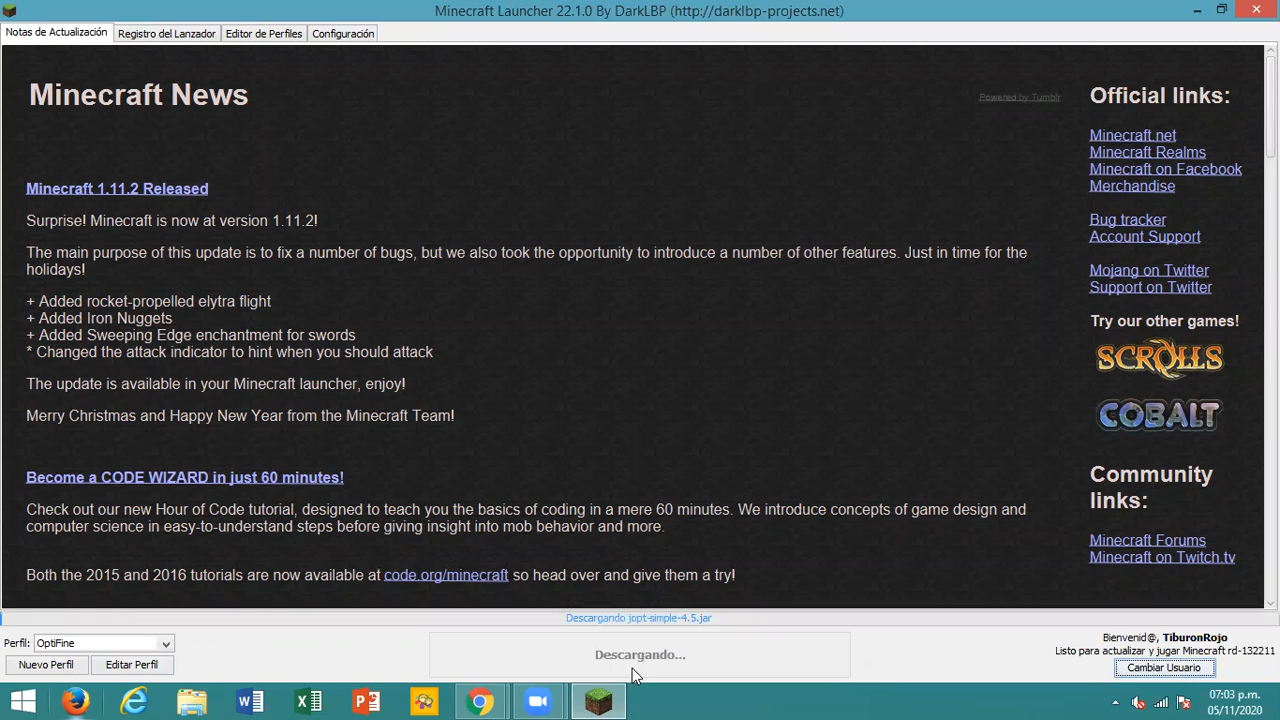 Minecraft Launcher 22.1.0 By DarkLBP (http://darklbp-projects.net)
Notas de Actualización
Registro del Lanzador
Editor de Perfiles
Configuración
Minecraft News
Powered by Tumblr
Minecraft 1.11.2 Released
Surprise! Minecraft is now at version 1.11.2!
The main purpose of this update is to fix a number of bugs, but we also took the opportunity to introduce a number of other features. Just in time for the
holidays!
+ Added rocket-propelled elytra flight
+ Added Iron Nuggets
+ Added Sweeping Edge enchantment for swords
* Changed the attack indicator to hint when you should attack
The update is available in your Minecraft launcher, enjoy!
Merry Christmas and Happy New Year from the Minecraft Team!
Become a CODE WIZARD in just 60 minutes!
Check out our new Hour of Code tutorial, designed to teach you the basics of coding in a mere 60 minutes. We introduce concepts of game design and
computer science in easy-to-understand steps before giving insight into mob behavior and more.
Both the 2015 and 2016 tutorials are now available at code.org/minecraft so head over and give them a try!
Official links:
Minecraft.net
Minecraft Realms
Minecraft on Facebook
Merchandise
Bug tracker
Account Support
Mojang on Twitter
Support on Twitter
Try our other games!
SCROLLS
COBALT
Community
links:
Minecraft Forums
Minecraft on Twitch.tv
Descargando jopt-simple-4.5.jar
Perfil: OptiFine
Nuevo Perfil
Editar Perfil
Descargando...
Bienvenid@, TiburonRojo
Listo para actualizar y jugar Minecraft rd-132211
Cambiar Usuario
07:03 p.m.
05/11/2020